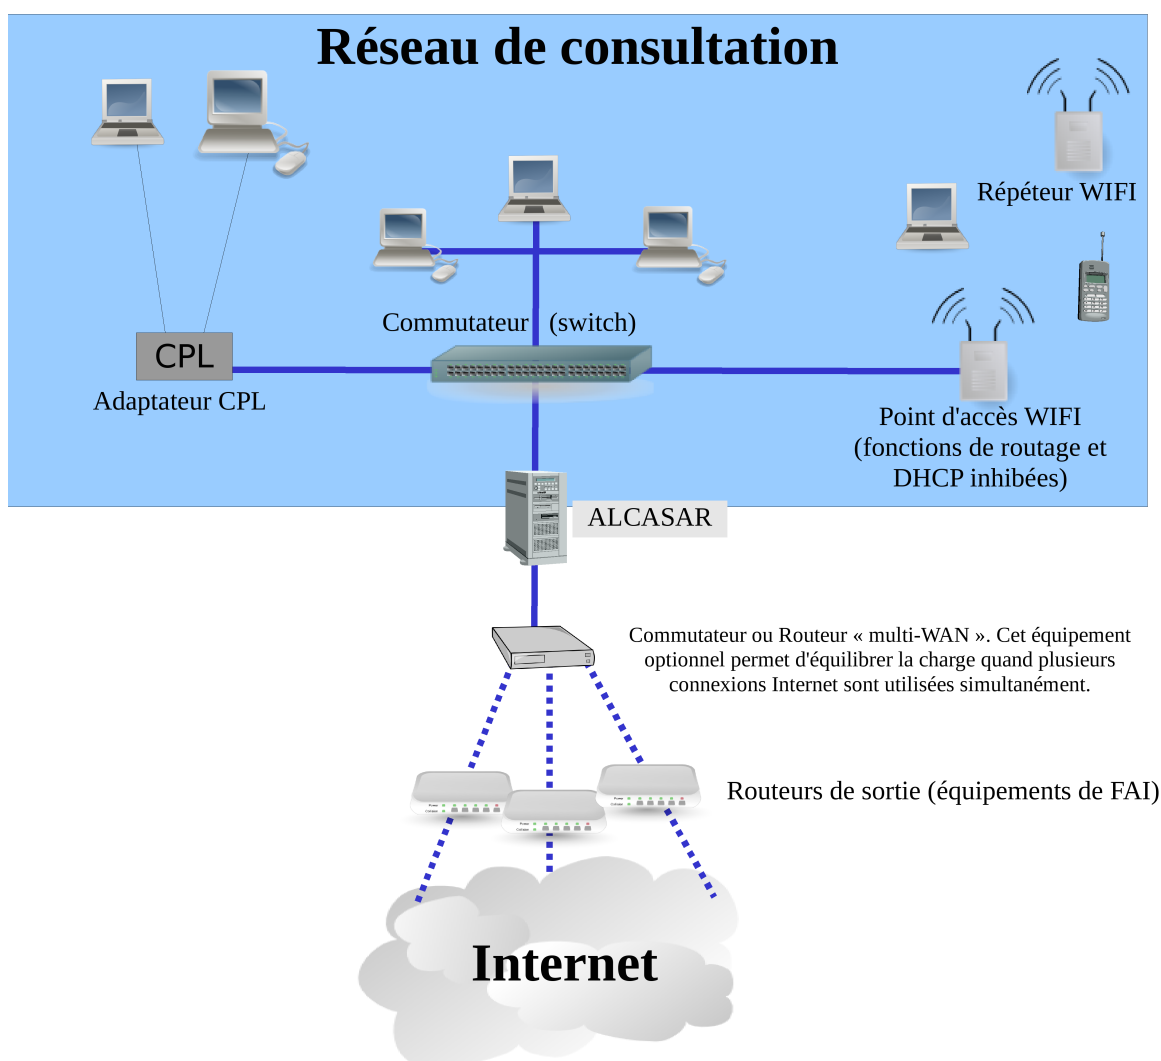 Réseau de consultation
Répéteur WIFI
Commutateur (switch)
CPL
Adaptateur CPL
Point d'accès WIFI
(fonctions de routage et
DHCP inhibées)
ALCASAR
Commutateur ou Routeur « multi-WAN ». Cet équipement
optionnel permet d'équilibrer la charge quand plusieurs
connexions Internet sont utilisées simultanément.
Routeurs de sortie (équipements de FAI)
Internet